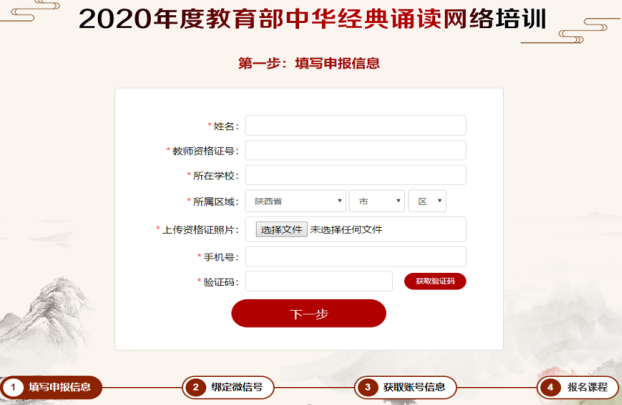 2020年度教育部中华经典诵读网络培训
第一步：填写申报信息
*姓名：
*教师资格证号：
*所在学校：
*所属区域： 陕西省 市 区
*上传资格证照片： 选择文件 未选择任何文件
*手机号：
*验证码： 获取验证码
下一步
1 填写申报信息 2 绑定微信号 3 获取账号信息 4 报名课程